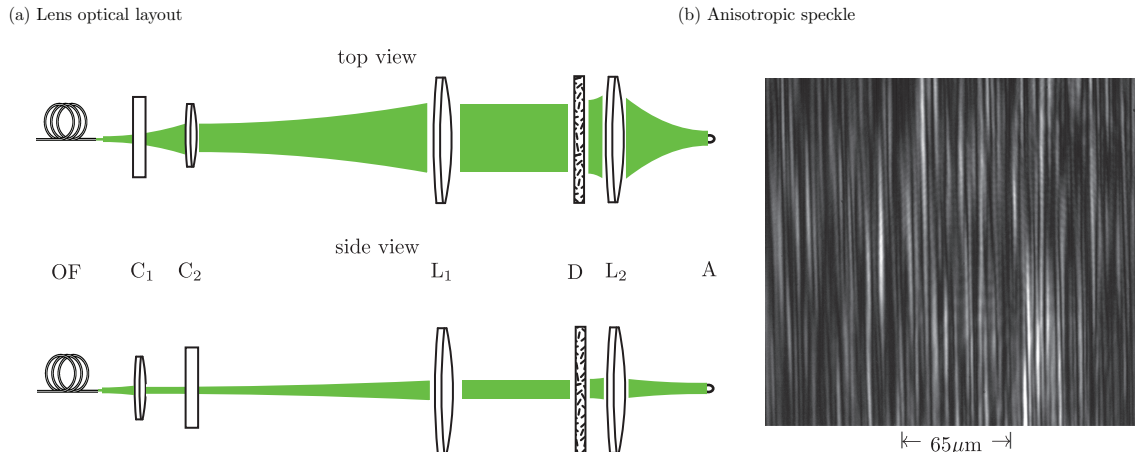 (a) Lens optical layout
(b) Anisotropic speckle
top view
side view
OF C₁ C₂ L₁ D L₂ A
65μm